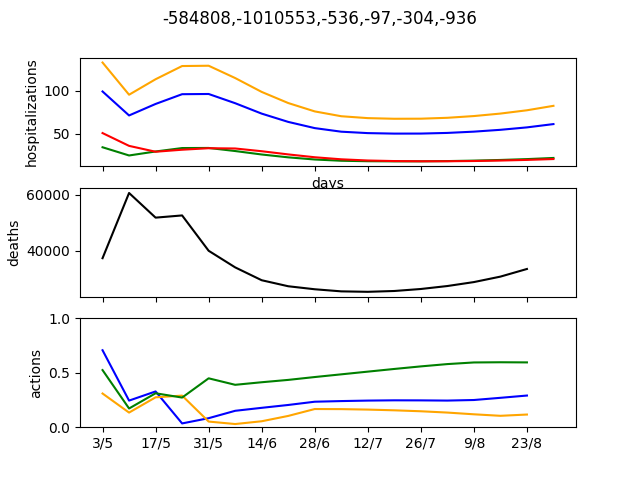 -584808,-1010553,-536,-97,-304,-936
hospitalizations
100
50
days
deaths
60000
40000
actions
1.0
0.5
0.0
3/5 17/5 31/5 14/6 28/6 12/7 26/7 9/8 23/8